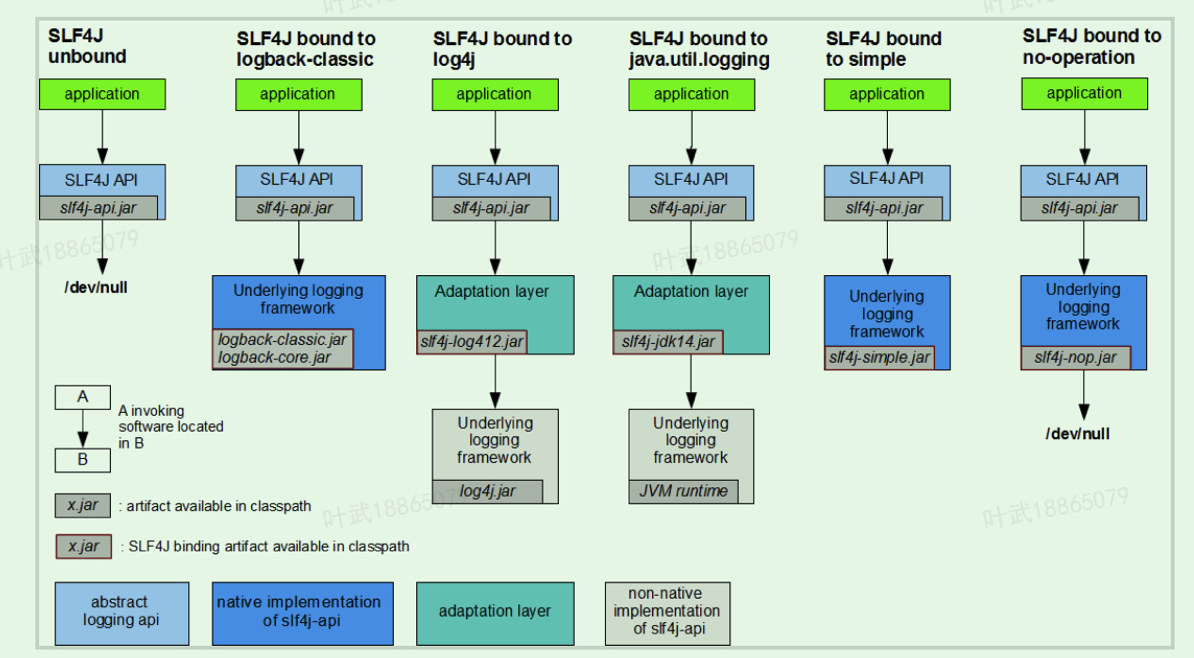 SLF4J
unbound
SLF4J bound to
logback-classic
SLF4J bound to
log4j
SLF4J bound to
java.util.logging
SLF4J bound
to simple
SLF4J bound to
no-operation
application
application
application
application
application
application
SLF4J API
slf4j-api.jar
SLF4J API
slf4j-api.jar
SLF4J API
slf4j-api.jar
SLF4J API
slf4j-api.jar
SLF4J API
slf4j-api.jar
SLF4J API
slf4j-api.jar
/dev/null
Underlying logging
framework
logback-classic.jar
logback-core.jar
Adaptation layer
slf4j-log412.jar
Adaptation layer
slf4j-jdk14.jar
Underlying
logging
framework
slf4j-simple.jar
Underlying
logging
framework
slf4j-nop.jar
Underlying
logging
framework
log4j.jar
Underlying
logging
framework
JVM runtime
/dev/null
A
B
A invoking
software located
in B
x.jar : artifact available in classpath
x.jar : SLF4J binding artifact available in classpath
abstract
logging api
native implementation
of slf4j-api
adaptation layer
non-native
implementation
of slf4j-api
叶武18865079
叶武18865079
叶武18865079
叶武18865079